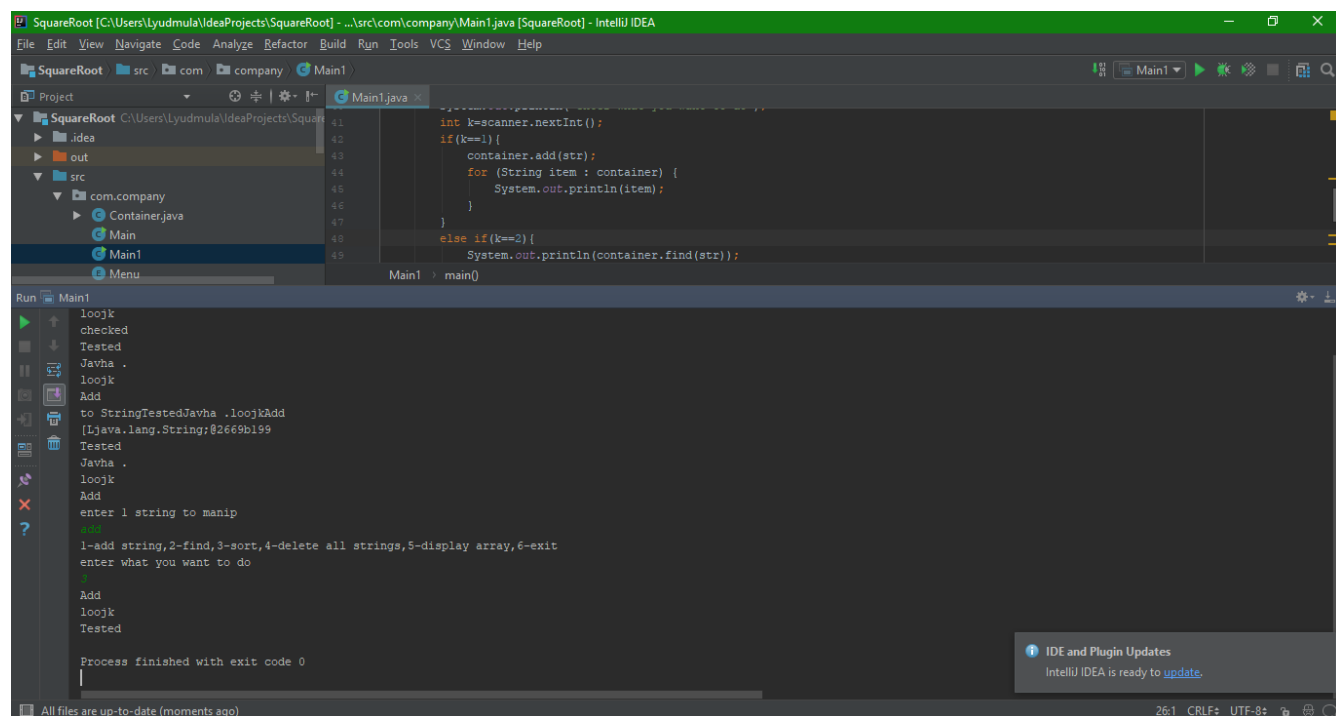 SquareRoot [C:\Users\Lyudmula\IdeaProjects\SquareRoot] - ...\src\com\company\Main1.java [SquareRoot] - IntelliJ IDEA
File Edit View Navigate Code Analyze Refactor Build Run Tools VCS Window Help
SquareRoot src com company Main1
Main1
Project
Main1.java
SquareRoot C:\Users\Lyudmula\IdeaProjects\Square
.idea
out
src
com.company
Container.java
Main
Main1
Menu
41 int k=scanner.nextInt();
42 if(k==1){
43 container.add(str);
44 for (String item : container) {
45 System.out.println(item);
46 }
47 }
48 else if(k==2){
49 System.out.println(container.find(str));
Main1 main()
Run Main1
loojk
checked
Tested
Javha .
loojk
Add
to StringTestedJavha .loojkAdd
[Ljava.lang.String;@2669b199
Tested
Javha .
loojk
Add
enter 1 string to manip
add
1-add string,2-find,3-sort,4-delete all strings,5-display array,6-exit
enter what you want to do
3
Add
loojk
Tested
Process finished with exit code 0
IDE and Plugin Updates
IntelliJ IDEA is ready to update.
All files are up-to-date (moments ago)
26:1 CRLF UTF-8